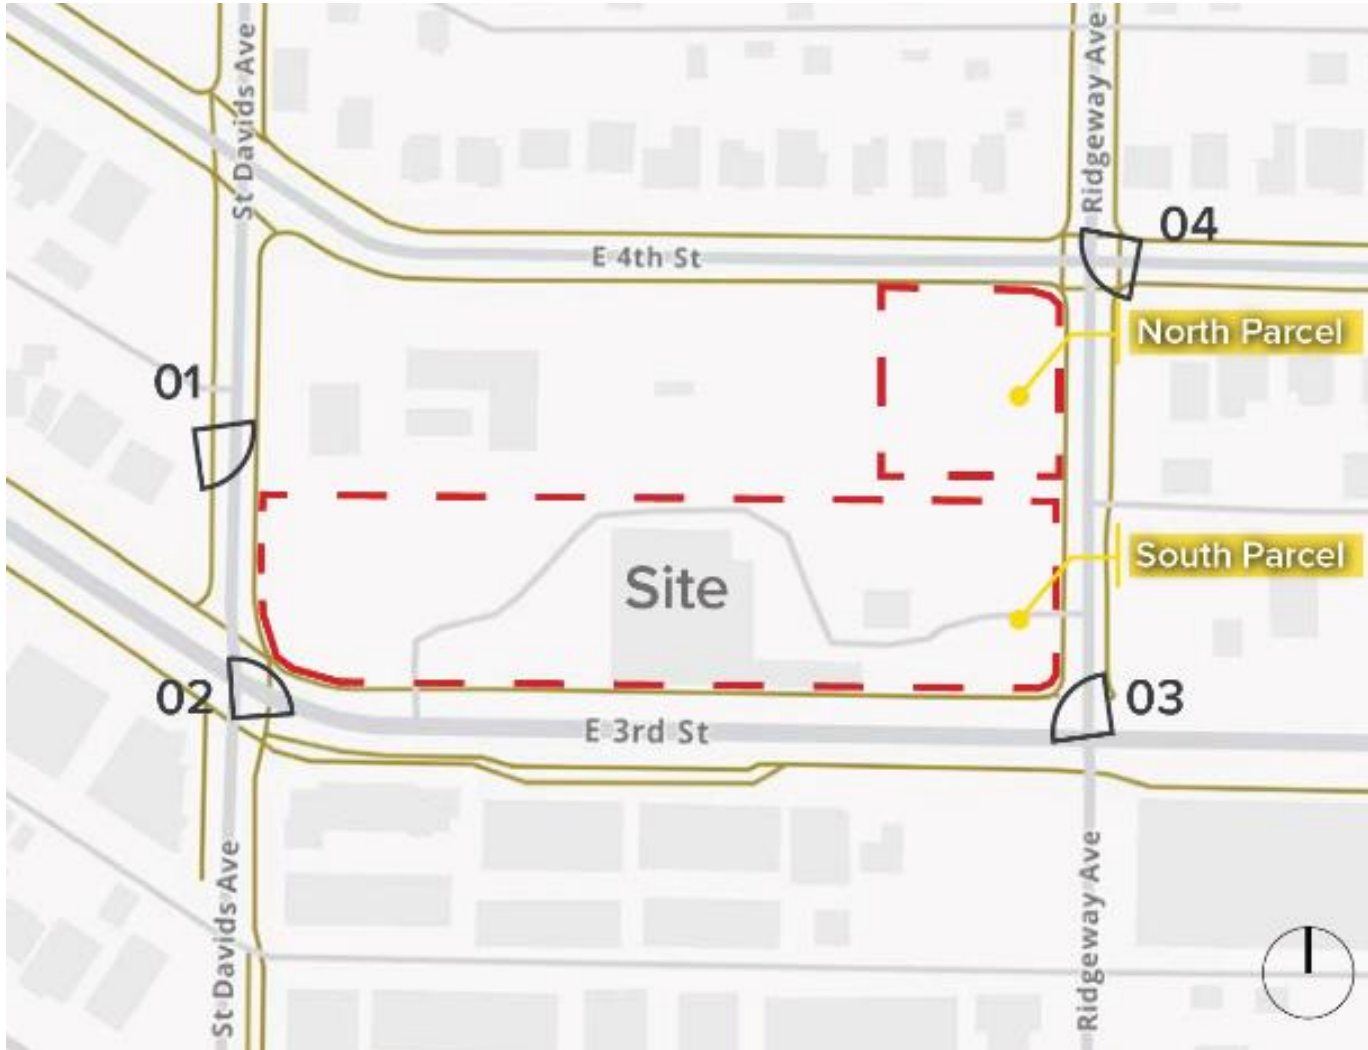 St Davids Ave
Ridgeway Ave
04
E 4th St
North Parcel
01
South Parcel
Site
02
03
E 3rd St
St Davids Ave
Ridgeway Ave